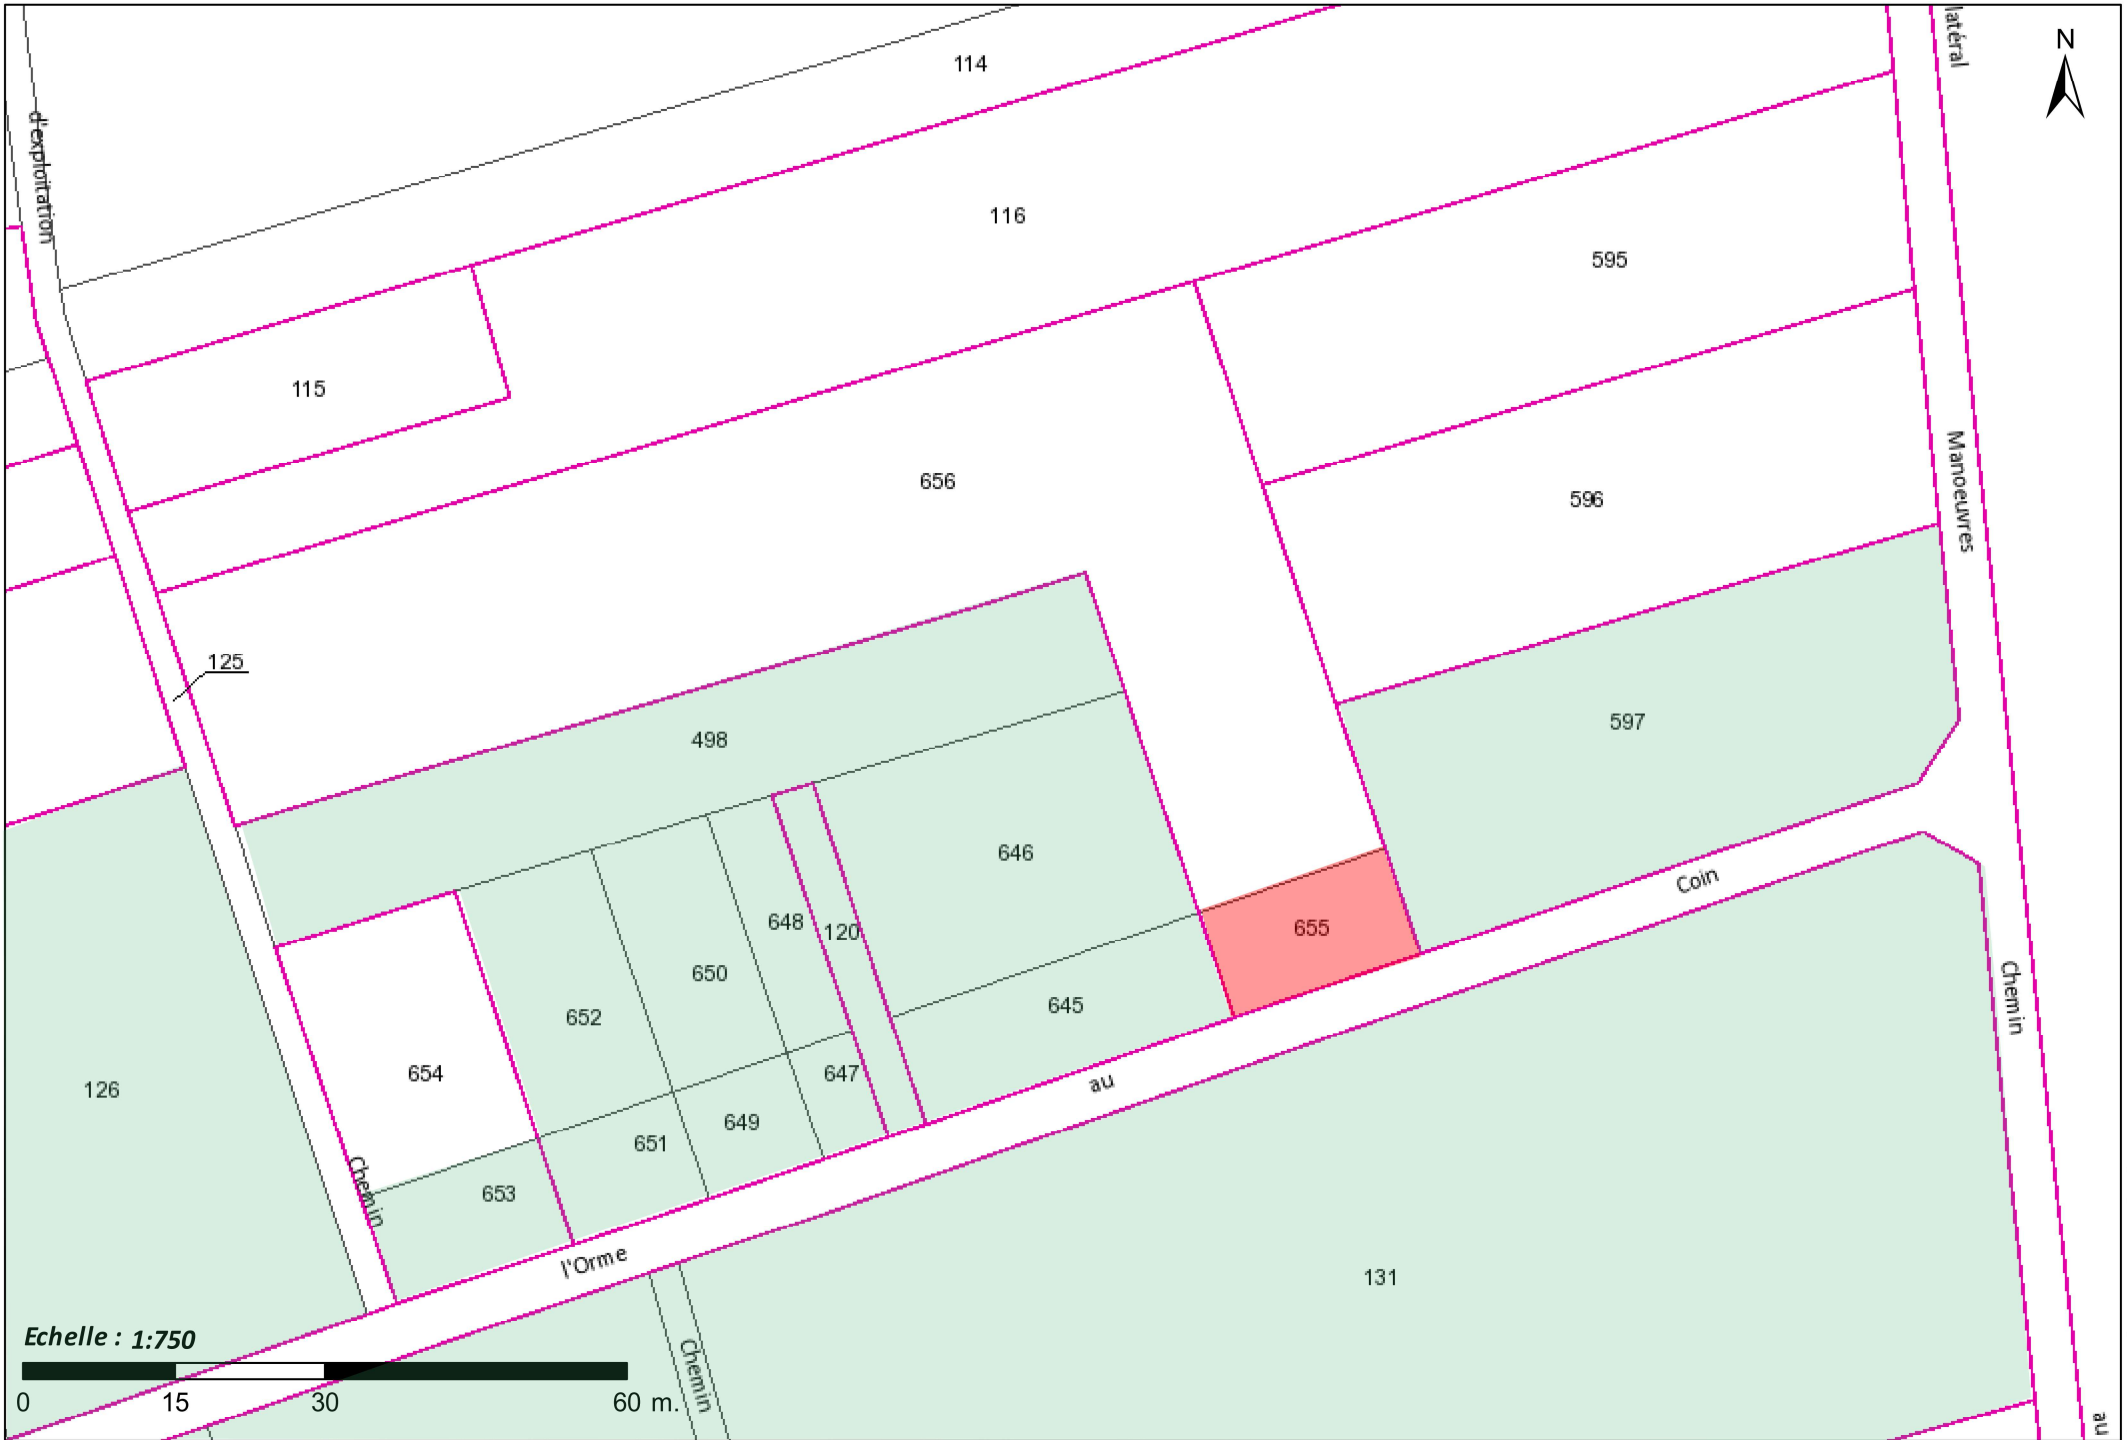 latéral
N
114
d'exploitation
116
595
115
656
596
Manoeuvres
125
597
498
646
Coin
648
120
655
650
645
652
Chemin
654
647
au
126
649
651
Chemin
653
l'Orme
131
Echelle : 1:750
Chemin
0 15 30 60 m.
au